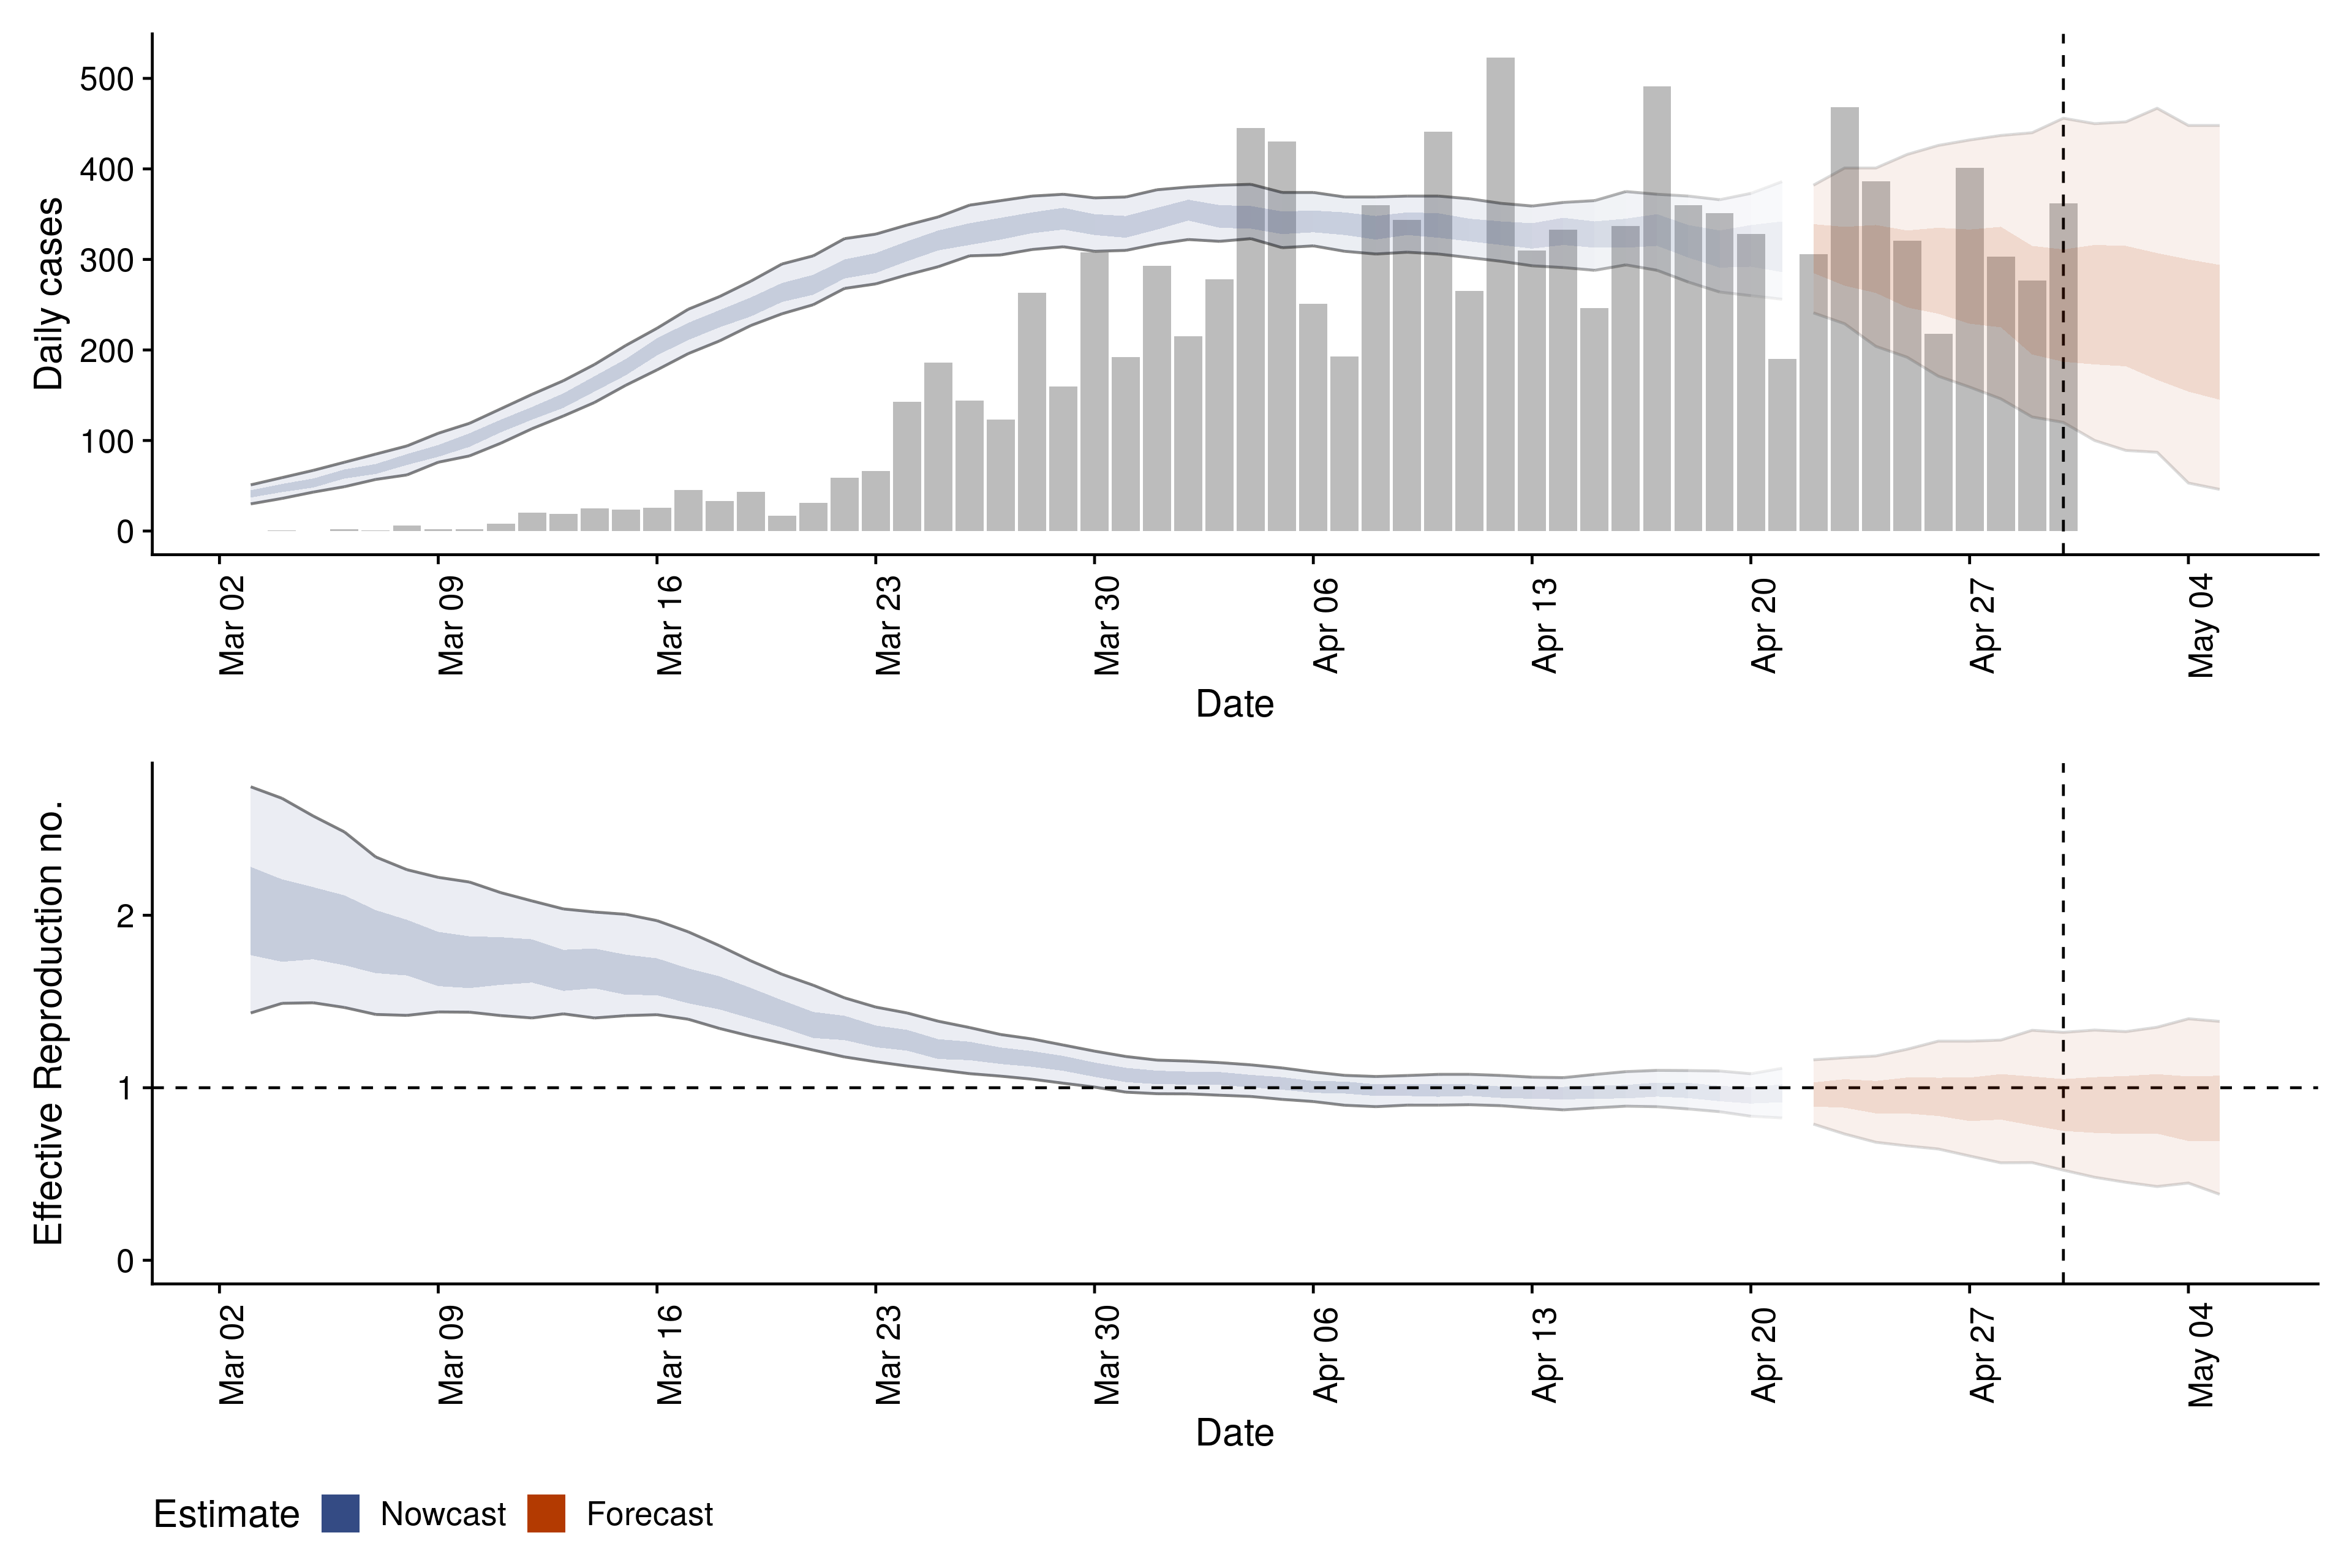 Daily cases
500
400
300
200
100
0
Mar 02 Mar 09 Mar 16 Mar 23 Mar 30 Apr 06 Apr 13 Apr 20 Apr 27 May 04
Date
Effective Reproduction no.
2
1
0
Mar 02 Mar 09 Mar 16 Mar 23 Mar 30 Apr 06 Apr 13 Apr 20 Apr 27 May 04
Date
Estimate Nowcast Forecast